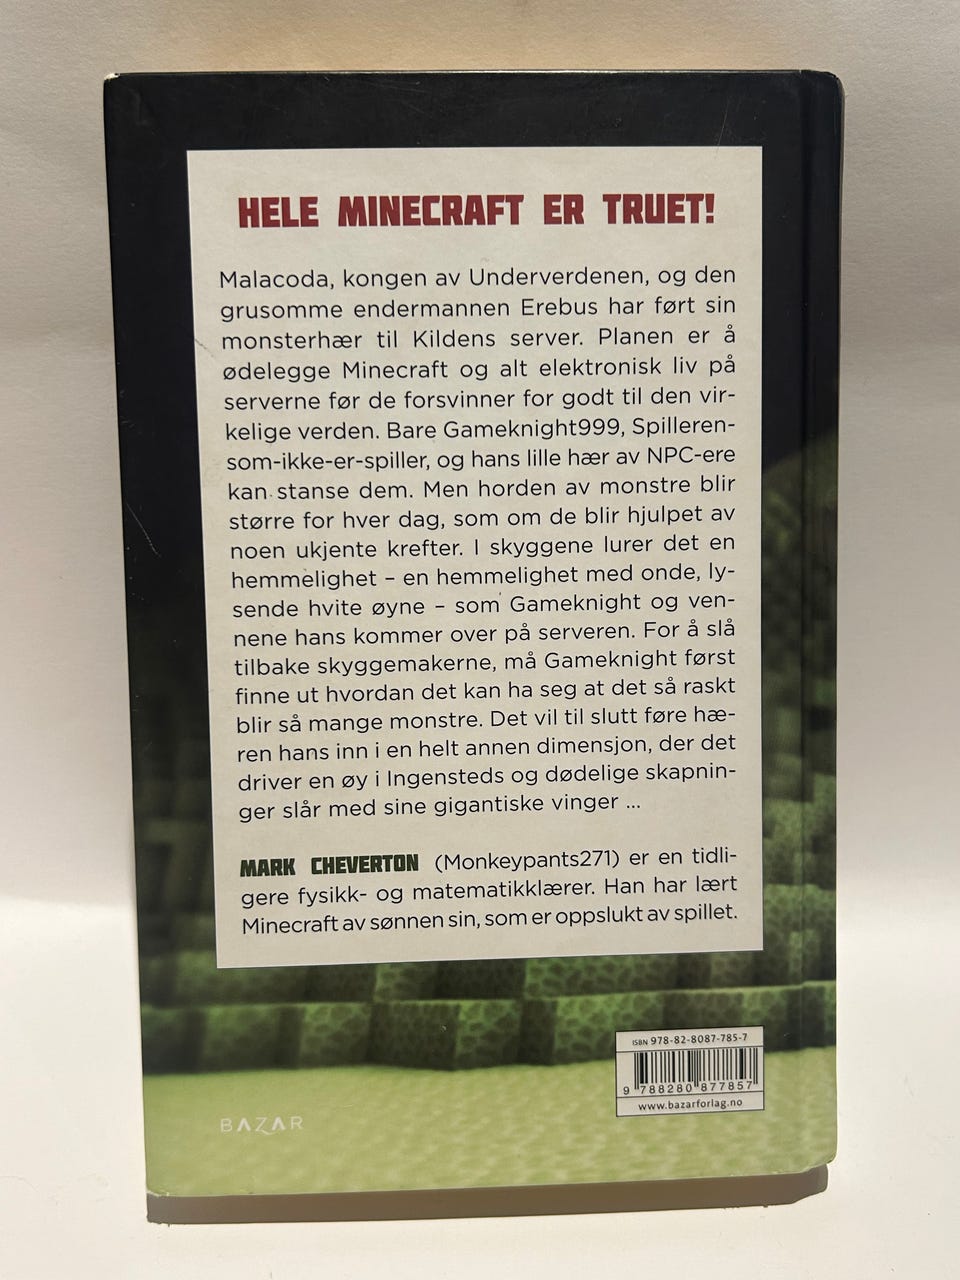 HELE MINECRAFT ER TRUET!
Malacoda, kongen av Underverdenen, og den
grusomme endermannen Erebus har ført sin
monsterhær til Kildens server. Planen er å
ødelegge Minecraft og alt elektronisk liv på
serverne før de forsvinner for godt til den vir-
kelige verden. Bare Gameknight999, Spilleren-
som-ikke-er-spiller, og hans lille hær av NPC-ere
kan stanse dem. Men horden av monstre blir
større for hver dag, som om de blir hjulpet av
noen ukjente krefter. I skyggene lurer det en
hemmelighet – en hemmelighet med onde, ly-
sende hvite øyne – som Gameknight og ven-
nene hans kommer over på serveren. For å slå
tilbake skyggemakerne, må Gameknight først
finne ut hvordan det kan ha seg at det så raskt
blir så mange monstre. Det vil til slutt føre hæ-
ren hans inn i en helt annen dimensjon, der det
driver en øy i Ingensteds og dødelige skapnin-
ger slår med sine gigantiske vinger ...
MARK CHEVERTON (Monkeypants271) er en tidli-
gere fysikk- og matematikklærer. Han har lært
Minecraft av sønnen sin, som er oppslukt av spillet.
ISBN 978-82-8087-785-7
9 788280 877857
www.bazarforlag.no
BAZAR